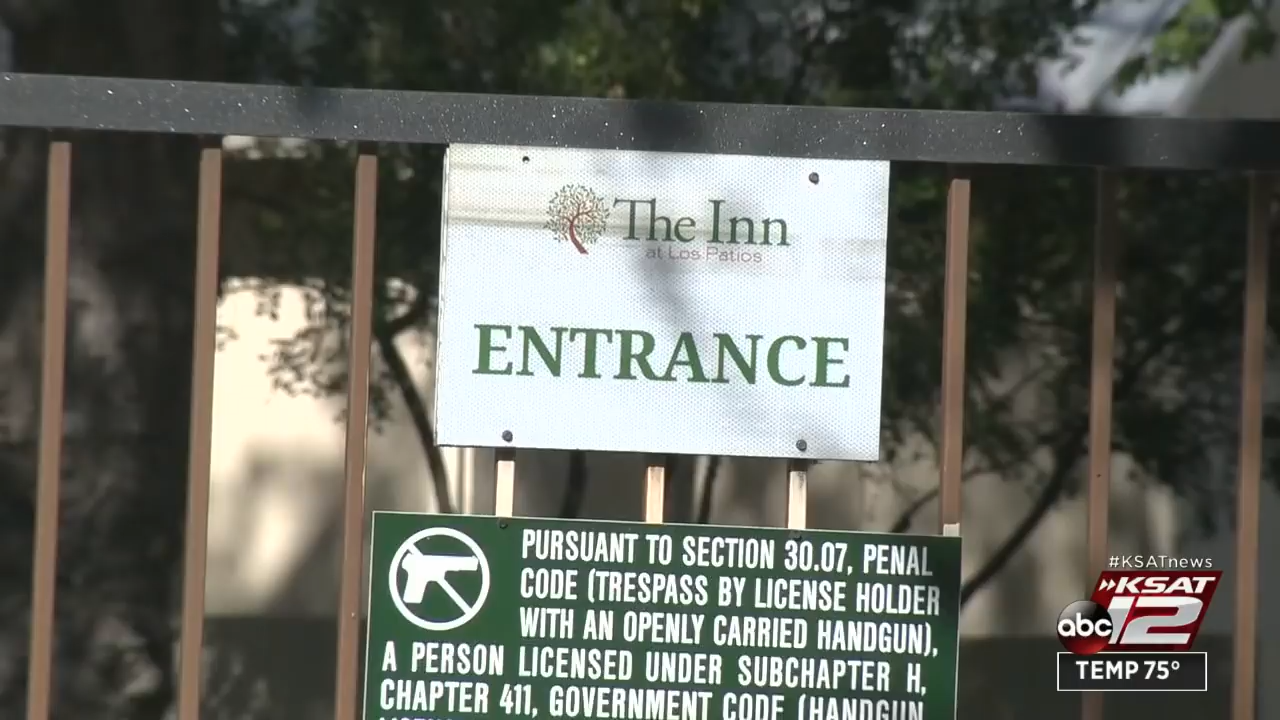 The Inn
at Los Patios
ENTRANCE
PURSUANT TO SECTION 30.07, PENAL
CODE (TRESPASS BY LICENSE HOLDER
WITH AN OPENLY CARRIED HANDGUN),
A PERSON LICENSED UNDER SUBCHAPTER H,
CHAPTER 411, GOVERNMENT CODE (HANDGUN
#KSATnews
»KSAT
abc 12
TEMP 75°